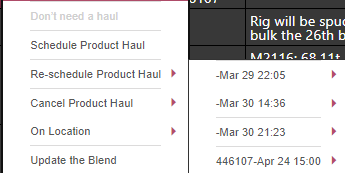 0107
Don't need a haul
Schedule Product Haul
Re-schedule Product Haul
Cancel Product Haul
On Location
Update the Blend
Rig will be spud
bulk the 26th b
M2116: 68.11t
-Mar 29 22:05
-Mar 30 14:36
-Mar 30 21:23
446107-Apr 24 15:00